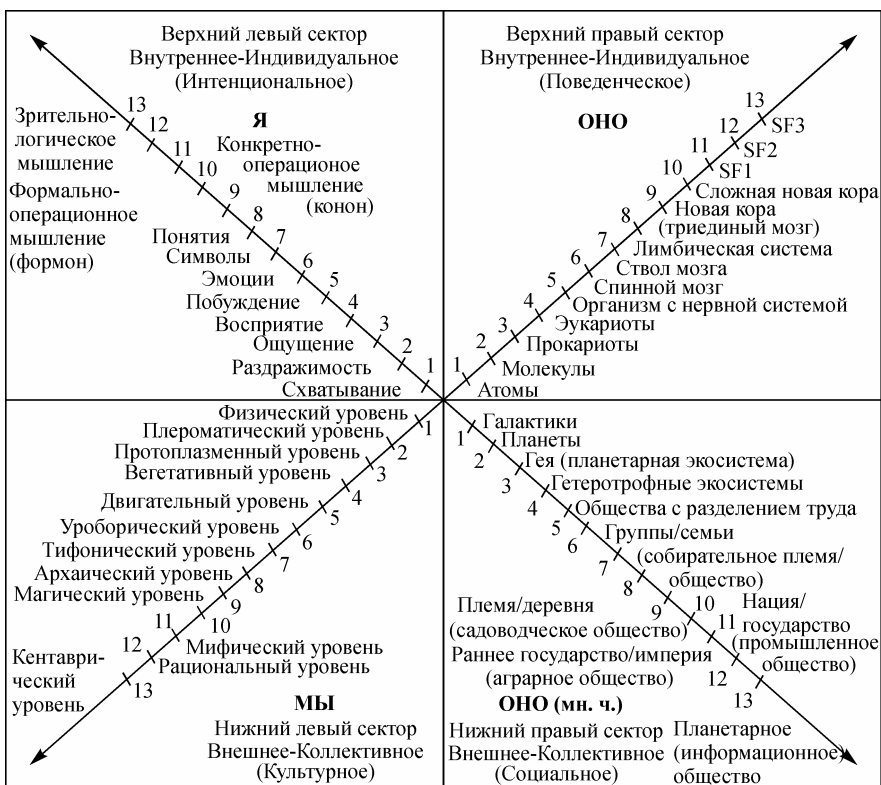 Верхний левый сектор
Внутреннее-Индивидуальное
(Интенциональное)
Я
13
12
11
10
9
8
7
6
5
4
3
2
1
Зрительно-
логическое
мышление
Формально-
операционное
мышление
(формон)
Конкретно-
операционое
мышление
(конон)
Понятия
Символы
Эмоции
Побуждение
Восприятие
Ощущение
Раздражимость
Схватывание
Верхний правый сектор
Внутреннее-Индивидуальное
(Поведенческое)
ОНО
13
12
11
10
9
8
7
6
5
4
3
2
1
SF3
SF2
SF1
Сложная новая кора
Новая кора
(триединый мозг)
Лимбическая система
Ствол мозга
Спинной мозг
Организм с нервной системой
Эукариоты
Прокариоты
Молекулы
Атомы
Физический уровень
Плероматический уровень
Протоплазменный уровень
Вегетативный уровень
Двигательный уровень
Уроборический уровень
Тифонический уровень
Архаический уровень
Магический уровень
Мифический уровень
Рациональный уровень
Кентаври-
ческий
уровень
1
2
3
4
5
6
7
8
9
10
11
12
13
МЫ
Нижний левый сектор
Внешнее-Коллективное
(Культурное)
Галактики
Планеты
Гея (планетарная экосистема)
Гетеротрофные экосистемы
Общества с разделением труда
Группы/семьи
(собирательное племя/
общество)
Племя/деревня
(садоводческое общество)
Раннее государство/империя
(аграрное общество)
Нация/
государство
(промышленное
общество)
1
2
3
4
5
6
7
8
9
10
11
12
13
ОНО (мн. ч.)
Нижний правый сектор
Внешнее-Коллективное
(Социальное)
Планетарное
(информационное)
общество